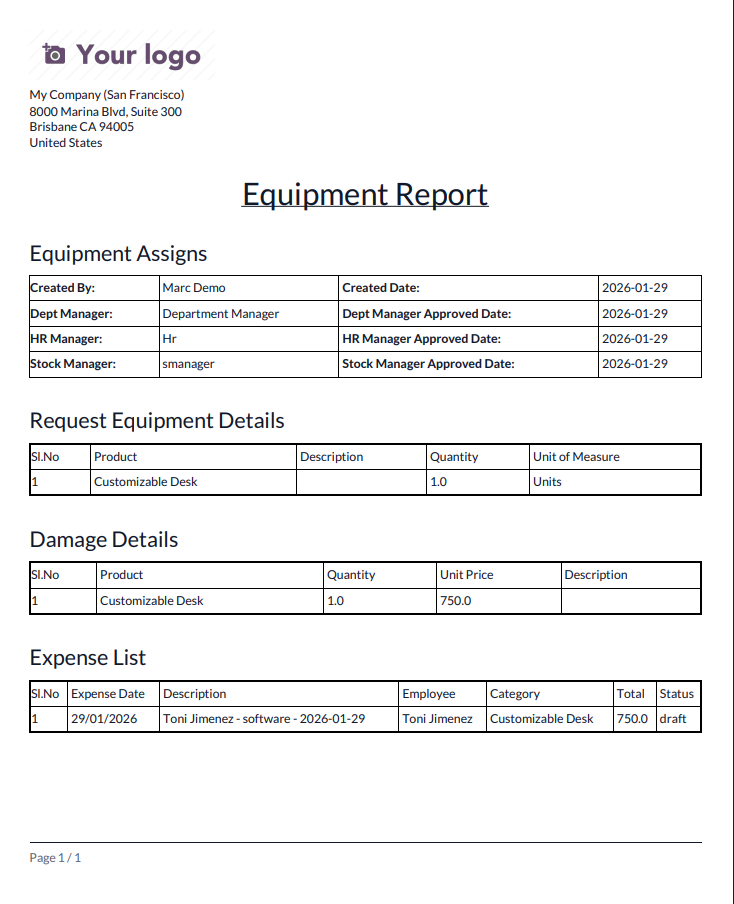 Your logo
My Company (San Francisco)
8000 Marina Blvd, Suite 300
Brisbane CA 94005
United States
Equipment Report
Equipment Assigns
Created By: Marc Demo Created Date: 2026-01-29
Dept Manager: Department Manager Dept Manager Approved Date: 2026-01-29
HR Manager: Hr HR Manager Approved Date: 2026-01-29
Stock Manager: smanager Stock Manager Approved Date: 2026-01-29
Request Equipment Details
Sl.No Product Description Quantity Unit of Measure
1 Customizable Desk 1.0 Units
Damage Details
Sl.No Product Quantity Unit Price Description
1 Customizable Desk 1.0 750.0
Expense List
Sl.No Expense Date Description Employee Category Total Status
1 29/01/2026 Toni Jimenez - software - 2026-01-29 Toni Jimenez Customizable Desk 750.0 draft
Page 1 / 1